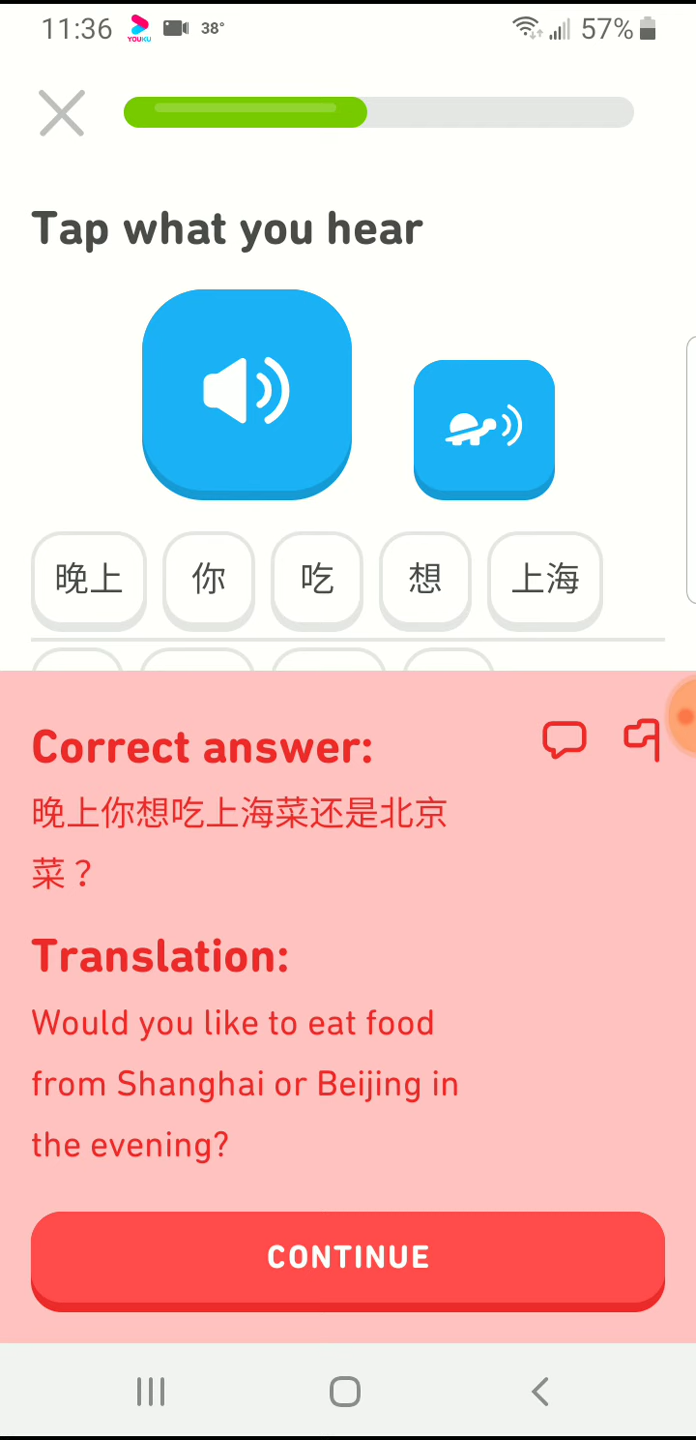 11:36 YOUKU 38° 57%
Tap what you hear
晚上 你 吃 想 上海
Correct answer:
晚上你想吃上海菜还是北京
菜？
Translation:
Would you like to eat food
from Shanghai or Beijing in
the evening?
CONTINUE